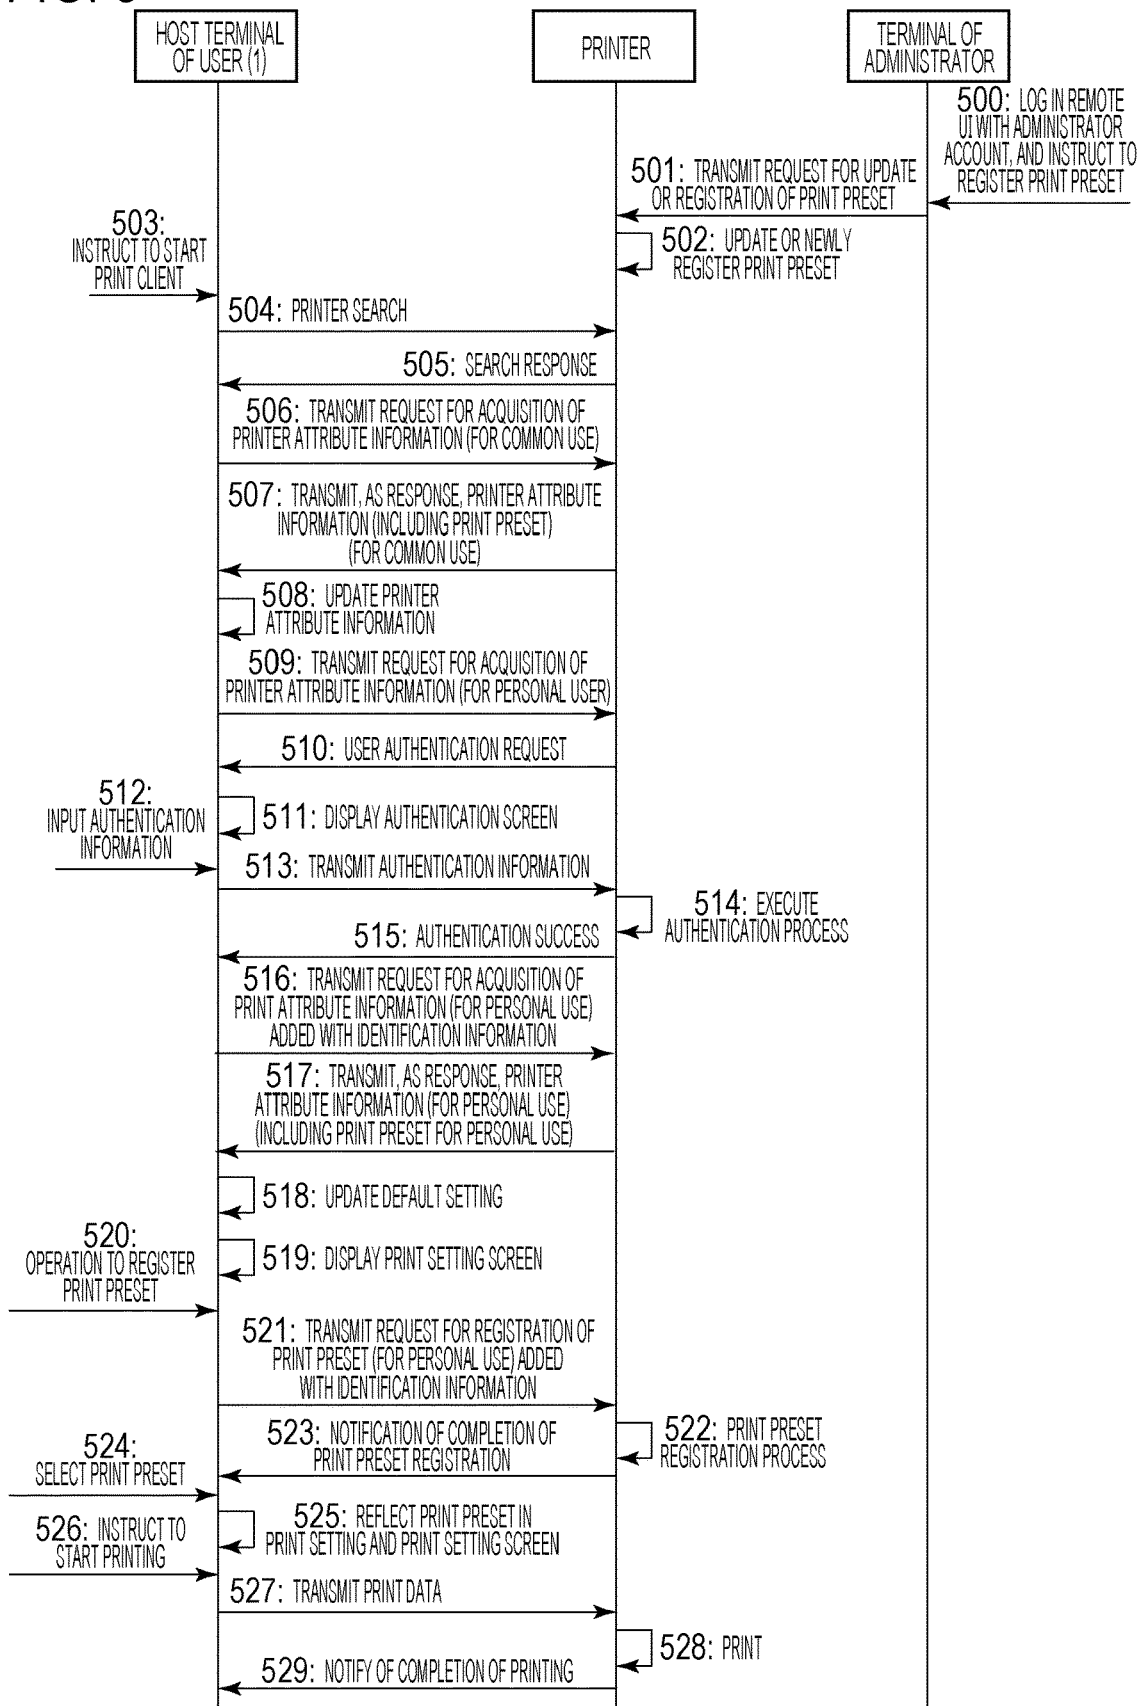 HOST TERMINAL
OF USER (1)
PRINTER
TERMINAL OF
ADMINISTRATOR
500: LOG IN REMOTE
UI WITH ADMINISTRATOR
ACCOUNT, AND INSTRUCT TO
REGISTER PRINT PRESET
501: TRANSMIT REQUEST FOR UPDATE
OR REGISTRATION OF PRINT PRESET
502: UPDATE OR NEWLY
REGISTER PRINT PRESET
503:
INSTRUCT TO START
PRINT CLIENT
504: PRINTER SEARCH
505: SEARCH RESPONSE
506: TRANSMIT REQUEST FOR ACQUISITION OF
PRINTER ATTRIBUTE INFORMATION (FOR COMMON USE)
507: TRANSMIT, AS RESPONSE, PRINTER ATTRIBUTE
INFORMATION (INCLUDING PRINT PRESET)
(FOR COMMON USE)
508: UPDATE PRINTER
ATTRIBUTE INFORMATION
509: TRANSMIT REQUEST FOR ACQUISITION OF
PRINTER ATTRIBUTE INFORMATION (FOR PERSONAL USER)
510: USER AUTHENTICATION REQUEST
511: DISPLAY AUTHENTICATION SCREEN
512:
INPUT AUTHENTICATION
INFORMATION
513: TRANSMIT AUTHENTICATION INFORMATION
514: EXECUTE
AUTHENTICATION PROCESS
515: AUTHENTICATION SUCCESS
516: TRANSMIT REQUEST FOR ACQUISITION OF
PRINT ATTRIBUTE INFORMATION (FOR PERSONAL USE)
ADDED WITH IDENTIFICATION INFORMATION
517: TRANSMIT, AS RESPONSE, PRINTER
ATTRIBUTE INFORMATION (FOR PERSONAL USE)
(INCLUDING PRINT PRESET FOR PERSONAL USE)
518: UPDATE DEFAULT SETTING
519: DISPLAY PRINT SETTING SCREEN
520:
OPERATION TO REGISTER
PRINT PRESET
521: TRANSMIT REQUEST FOR REGISTRATION OF
PRINT PRESET (FOR PERSONAL USE) ADDED
WITH IDENTIFICATION INFORMATION
522: PRINT PRESET
REGISTRATION PROCESS
523: NOTIFICATION OF COMPLETION OF
PRINT PRESET REGISTRATION
524:
SELECT PRINT PRESET
525: REFLECT PRINT PRESET IN
PRINT SETTING AND PRINT SETTING SCREEN
526: INSTRUCT TO
START PRINTING
527: TRANSMIT PRINT DATA
528: PRINT
529: NOTIFY OF COMPLETION OF PRINTING